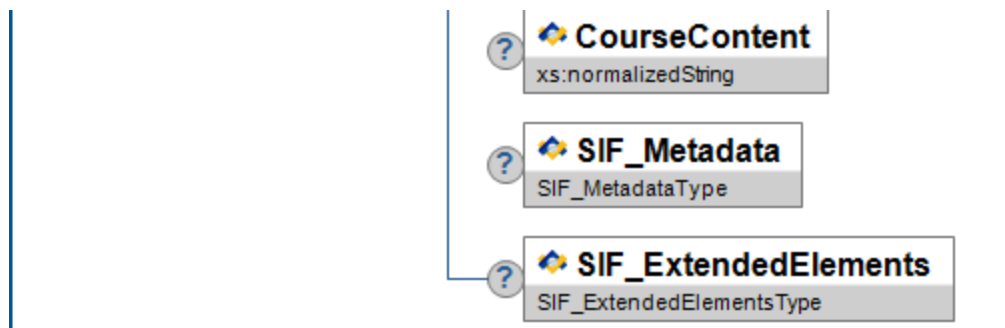 ?
CourseContent
xs:normalizedString
?
SIF_Metadata
SIF_MetadataType
?
SIF_ExtendedElements
SIF_ExtendedElementsType